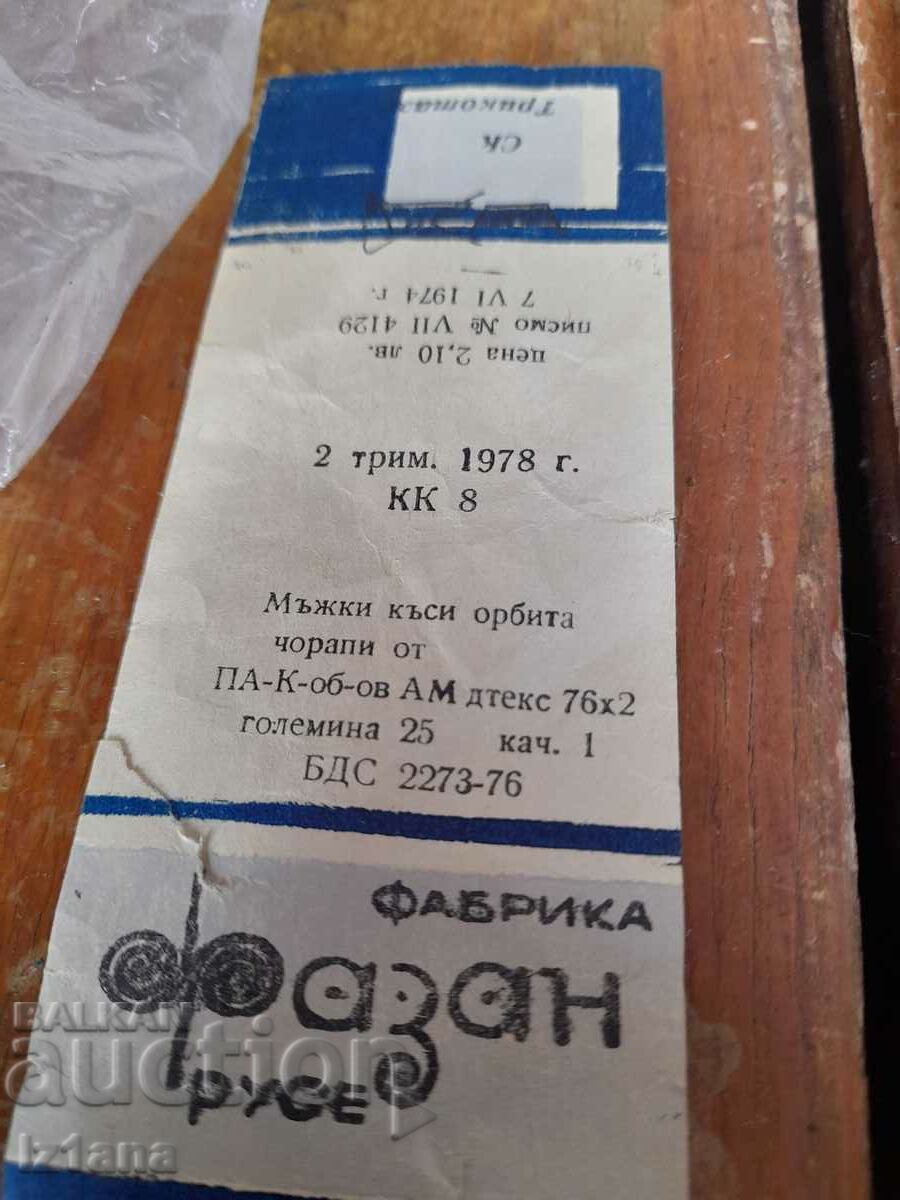 СК
Трикотаж
цена 2,10 лв.
писмо № VII 4129
7 VI 1974 г.
2 трим. 1978 г.
КК 8
Мъжки къси орбита
чорапи от
ПА-К-об-ов АМ дтекс 76х2
големина 25 кач. 1
БДС 2273-76
ФАБРИКА
фазан
РУСЕ
BALKAN
auction
Iz1ana